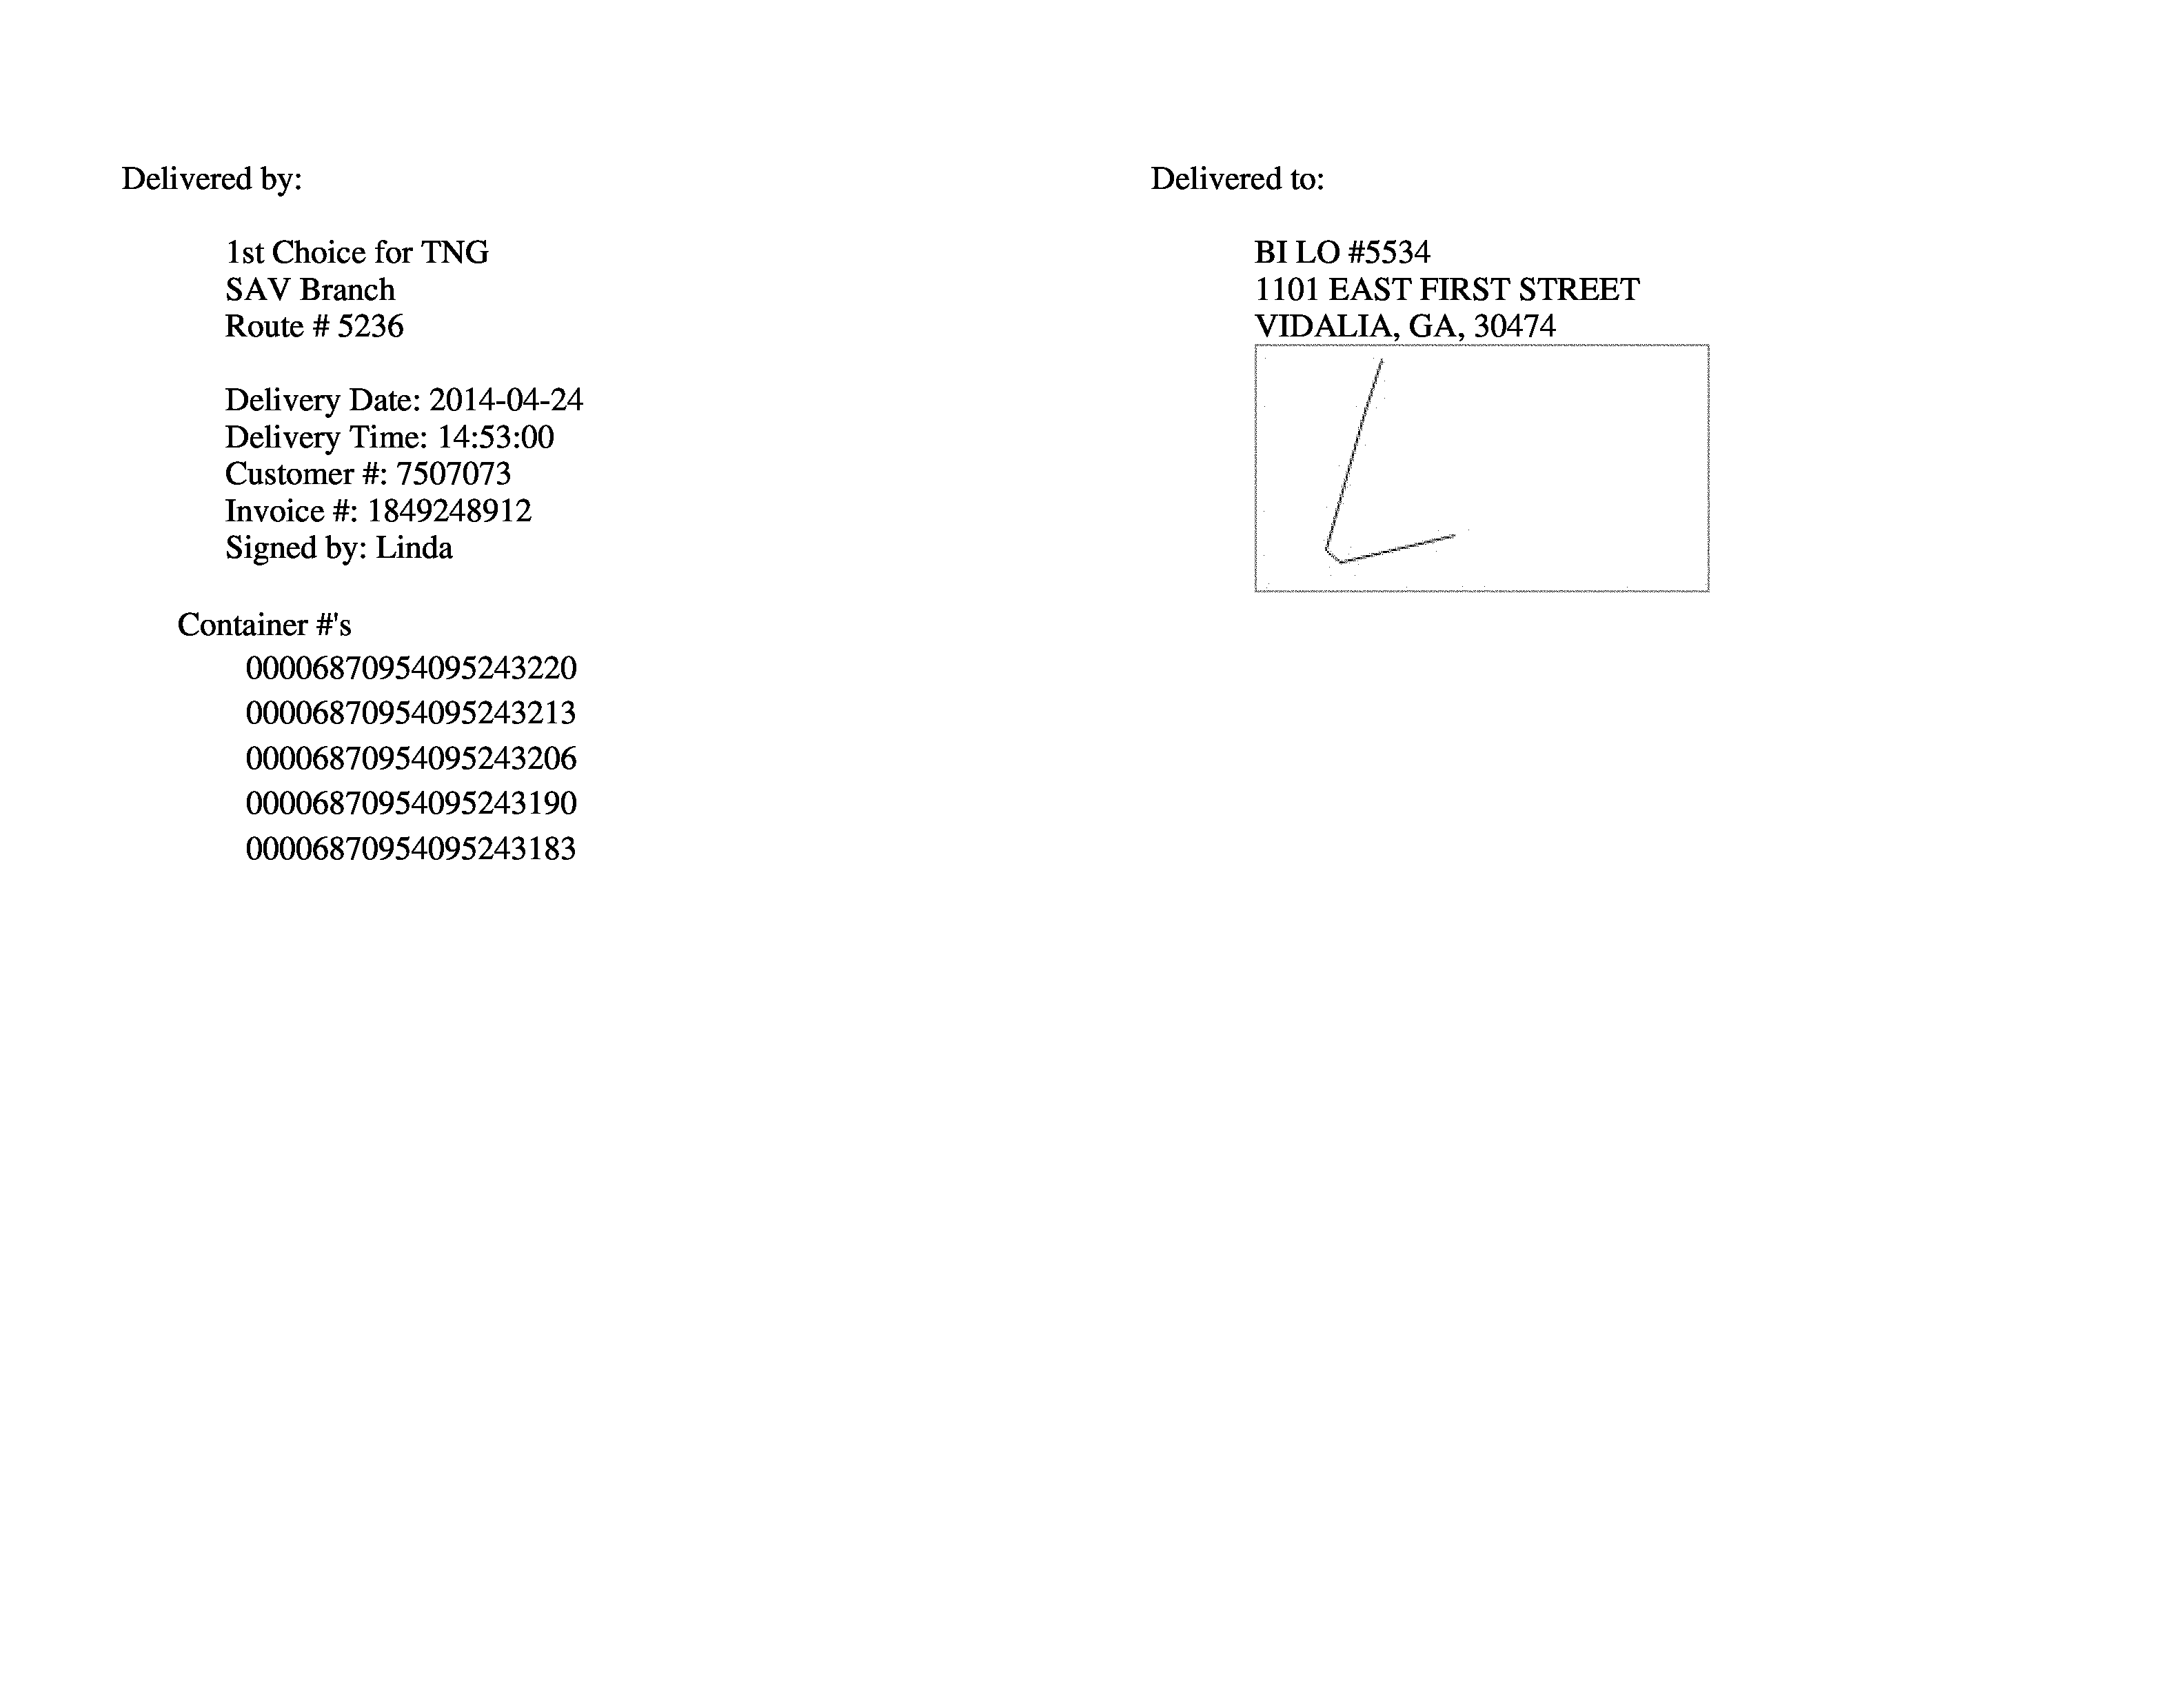 Delivered by:
1st Choice for TNG
SAV Branch
Route # 5236
Delivery Date: 2014-04-24
Delivery Time: 14:53:00
Customer #: 7507073
Invoice #: 1849248912
Signed by: Linda
Container #'s
00006870954095243220
00006870954095243213
00006870954095243206
00006870954095243190
00006870954095243183
Delivered to:
BI LO #5534
1101 EAST FIRST STREET
VIDALIA, GA, 30474